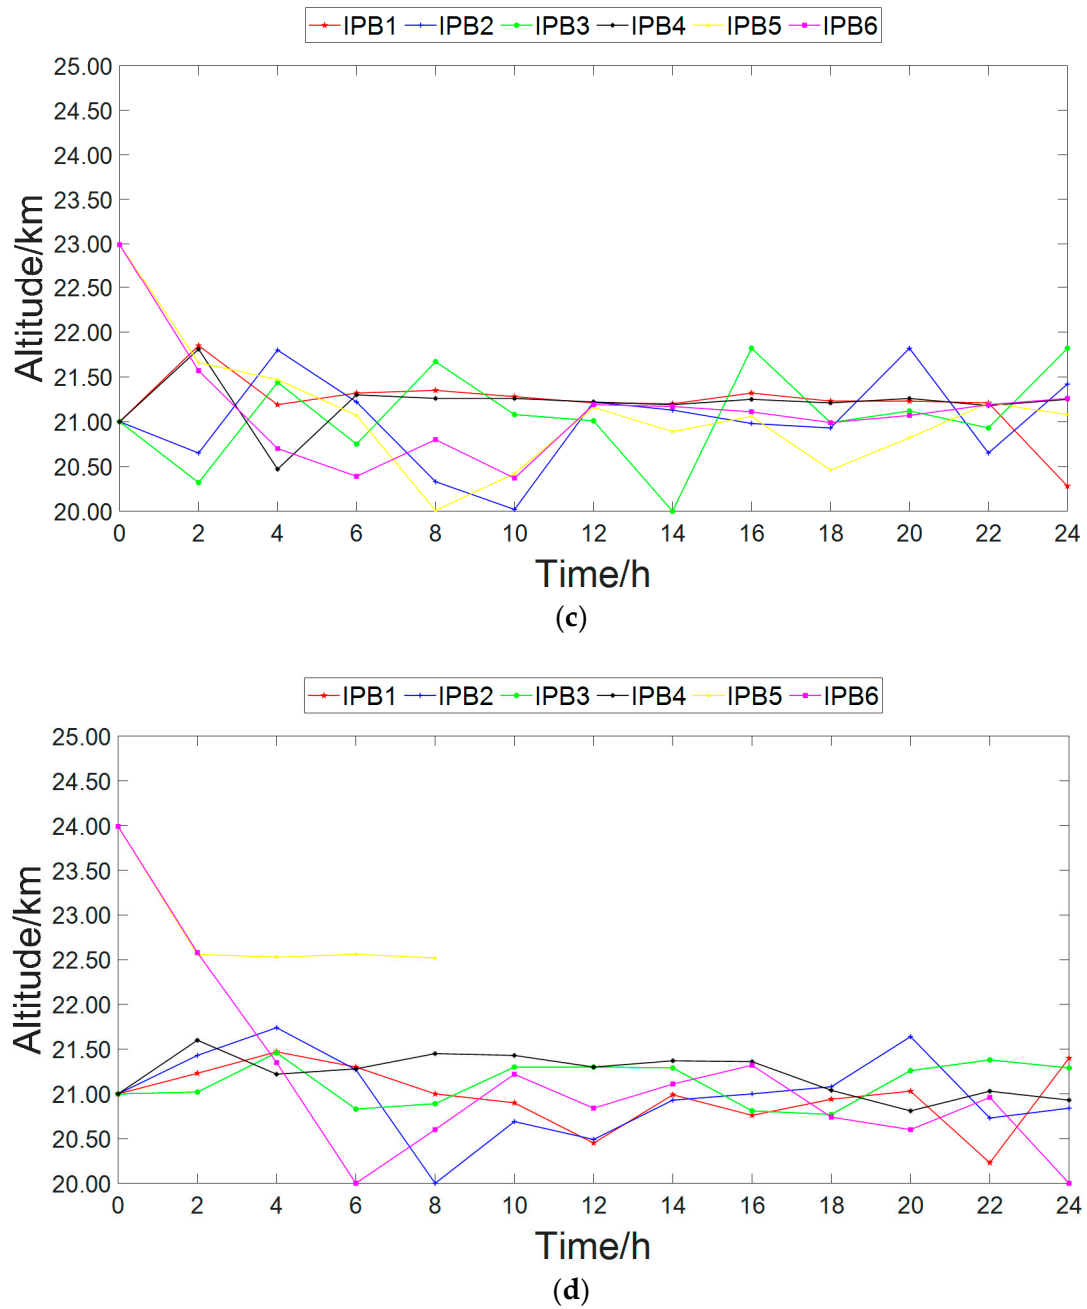 IPB1 IPB2 IPB3 IPB4 IPB5 IPB6
25.00
24.50
24.00
23.50
23.00
22.50
22.00
21.50
21.00
20.50
20.00
Altitude/km
0 2 4 6 8 10 12 14 16 18 20 22 24
Time/h
(c)
IPB1 IPB2 IPB3 IPB4 IPB5 IPB6
25.00
24.50
24.00
23.50
23.00
22.50
22.00
21.50
21.00
20.50
20.00
Altitude/km
0 2 4 6 8 10 12 14 16 18 20 22 24
Time/h
(d)